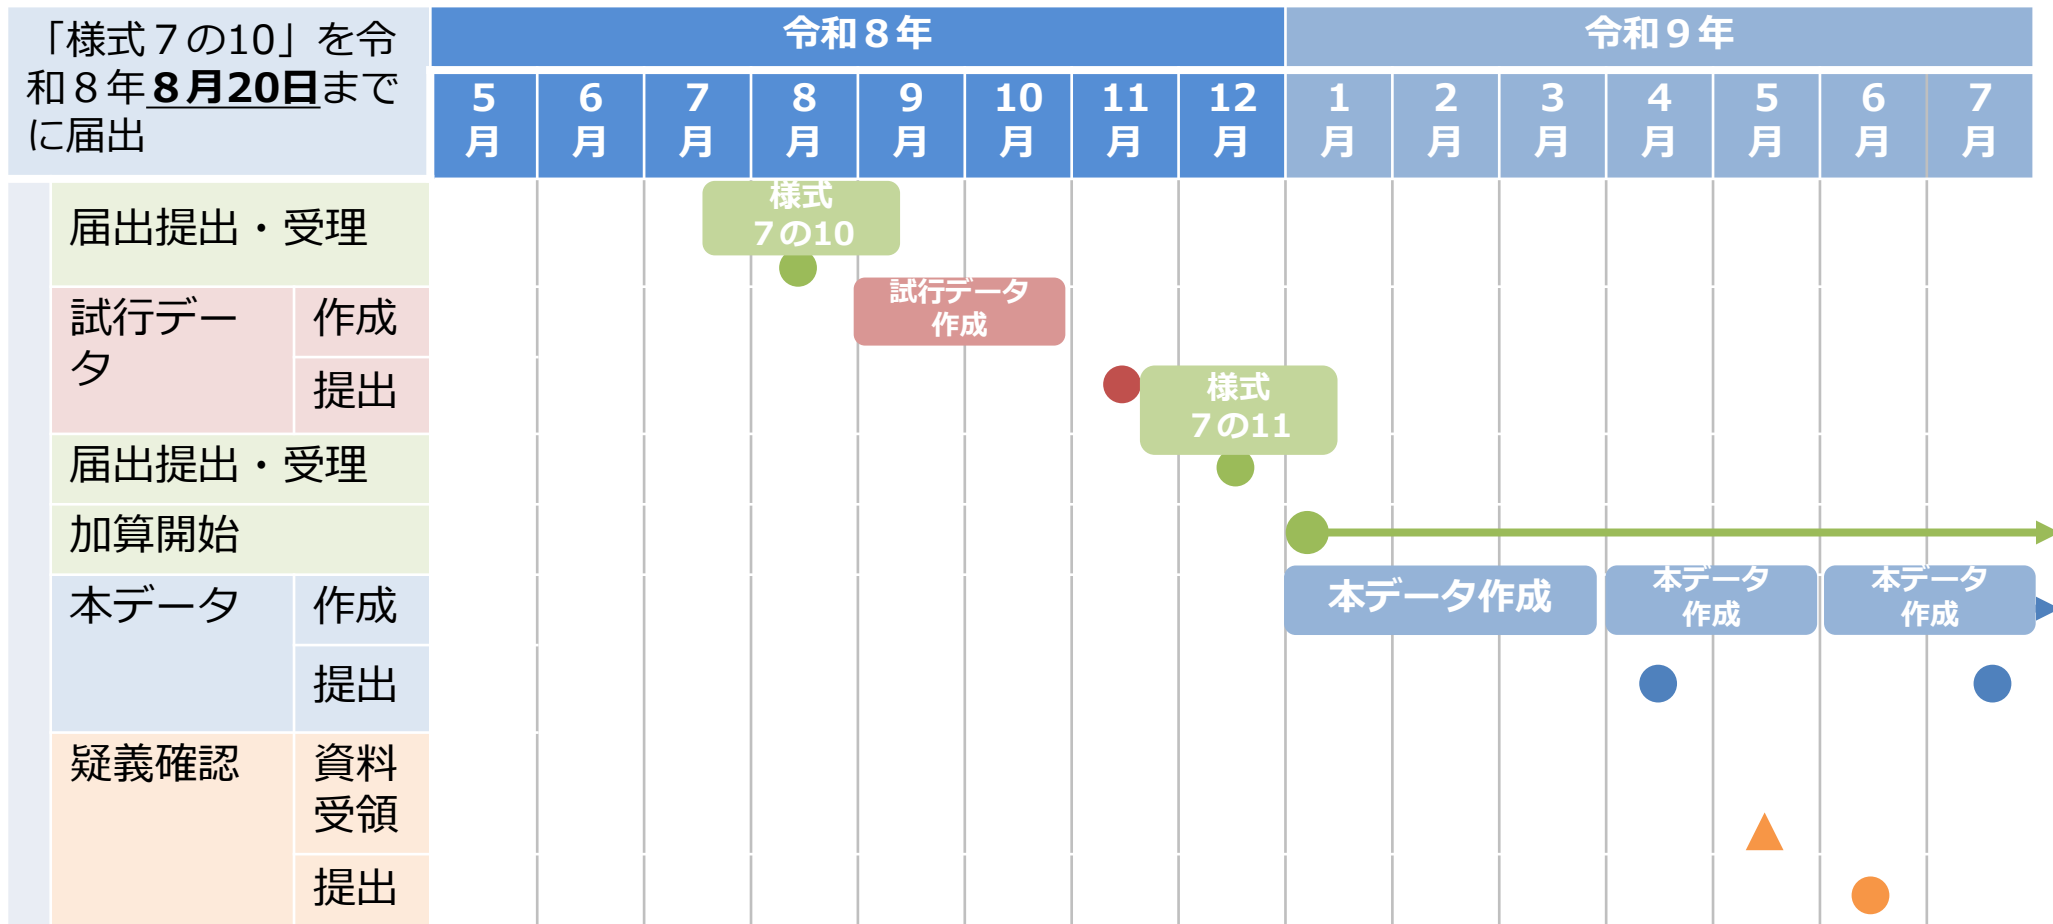 「様式７の10」を令
和８年８月20日まで
に届出
令和８年
令和９年
5
月
6
月
7
月
8
月
9
月
10
月
11
月
12
月
1
月
2
月
3
月
4
月
5
月
6
月
7
月
届出提出・受理
様式
７の10
試行デー
タ
作成
試行データ
作成
提出
様式
７の11
届出提出・受理
加算開始
本データ
作成
本データ作成
本データ
作成
本データ
作成
提出
疑義確認
資料
受領
提出